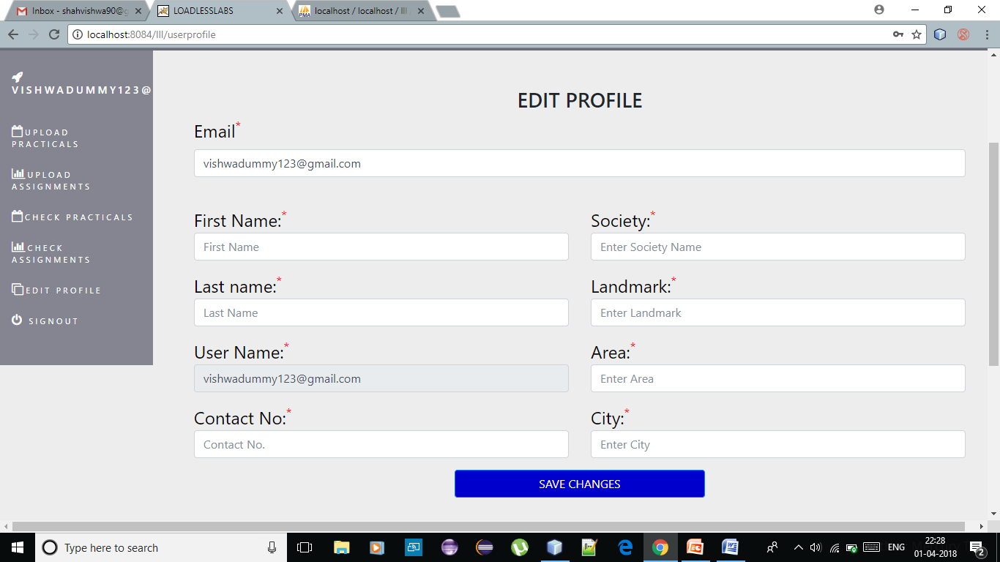 Inbox - shahvishwa90@g
LOADLESSLABS
localhost / localhost / lll
localhost:8084/lll/userprofile
VISHWADUMMY123@
UPLOAD
PRACTICALS
UPLOAD
ASSIGNMENTS
CHECK PRACTICALS
CHECK
ASSIGNMENTS
EDIT PROFILE
SIGNOUT
EDIT PROFILE
Email*
vishwadummy123@gmail.com
First Name:*
First Name
Society:*
Enter Society Name
Last name:*
Last Name
Landmark:*
Enter Landmark
User Name:*
vishwadummy123@gmail.com
Area:*
Enter Area
Contact No:*
Contact No.
City:*
Enter City
SAVE CHANGES
Type here to search
ENG
22:28
01-04-2018
2